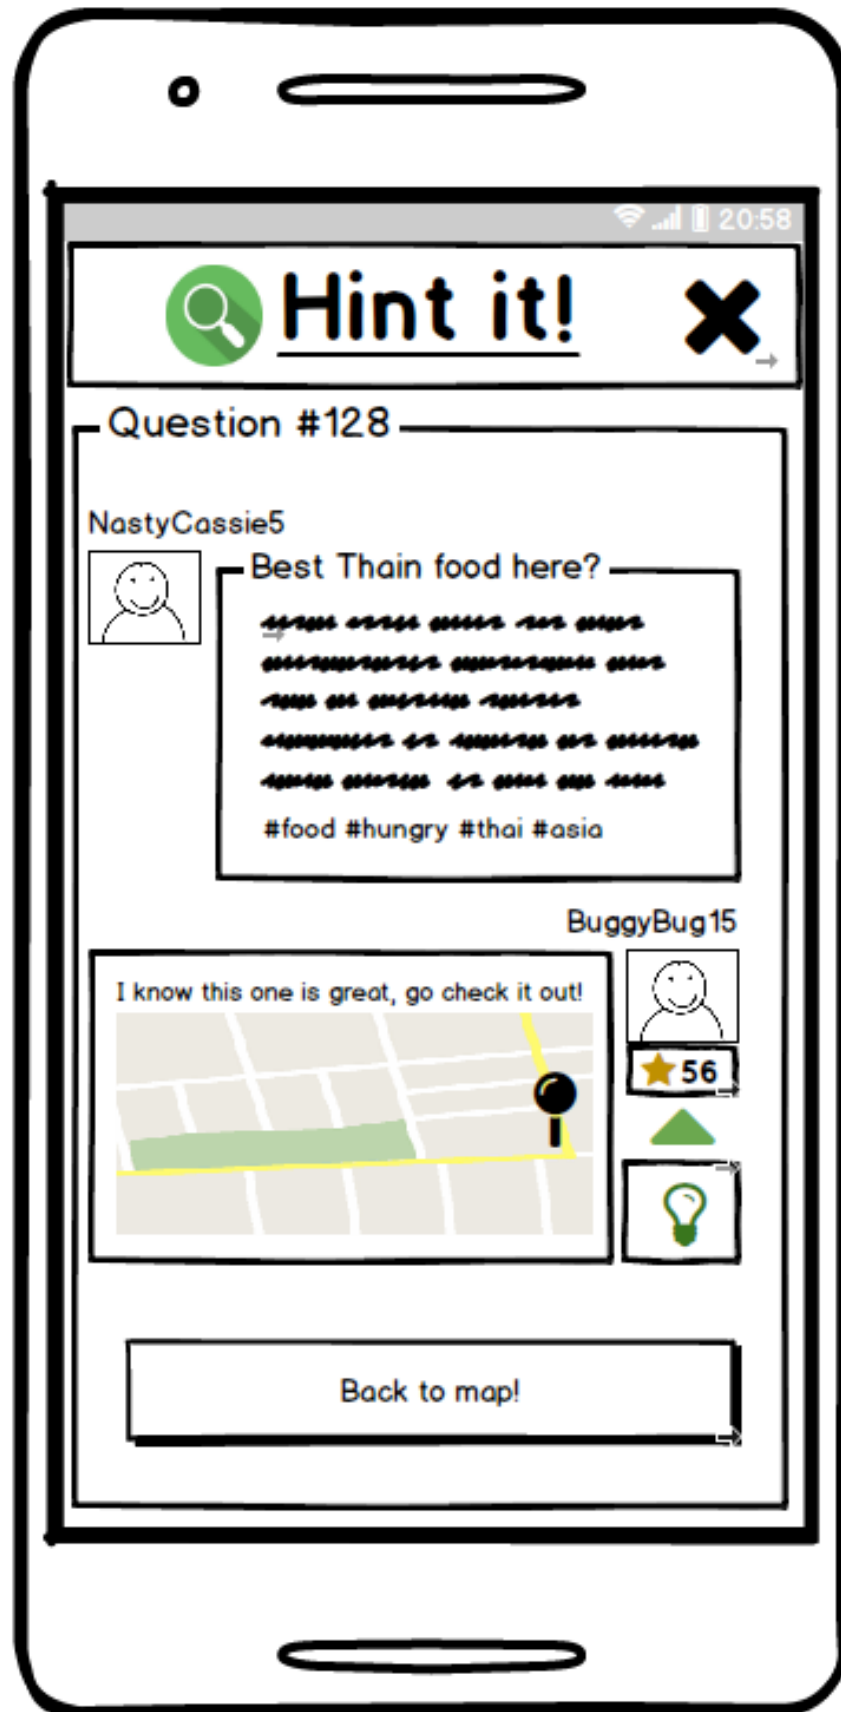 20:58
Hint it!
Question #128
NastyCassie5
Best Thain food here?
#food #hungry #thai #asia
BuggyBug15
I know this one is great, go check it out!
56
Back to map!